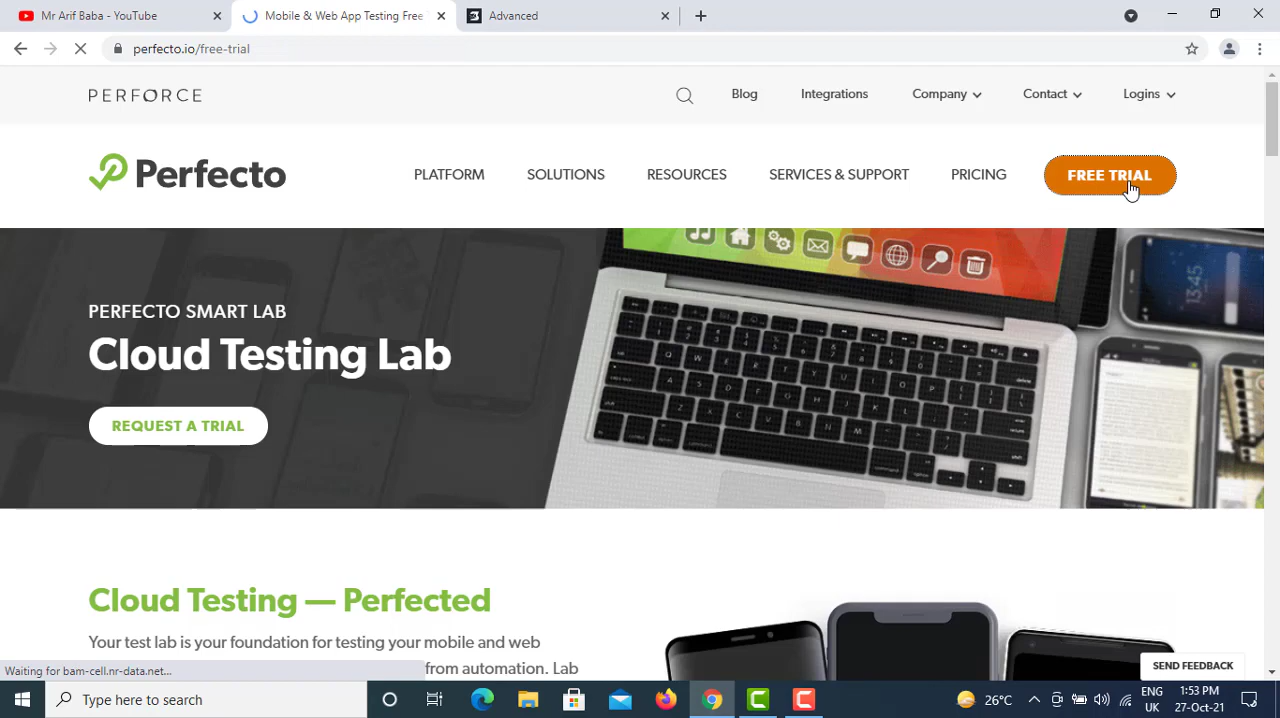 Mr Arif Baba - YouTube
Mobile & Web App Testing Free
Advanced
perfecto.io/free-trial
PERFORCE
Blog
Integrations
Company
Contact
Logins
Perfecto
PLATFORM
SOLUTIONS
RESOURCES
SERVICES & SUPPORT
PRICING
FREE TRIAL
PERFECTO SMART LAB
Cloud Testing Lab
REQUEST A TRIAL
13:45
Cloud Testing — Perfected
Your test lab is your foundation for testing your mobile and web
from automation. Lab
SEND FEEDBACK
Waiting for bam-cell.nr-data.net...
Type here to search
26°C
ENG
UK
1:53 PM
27-Oct-21